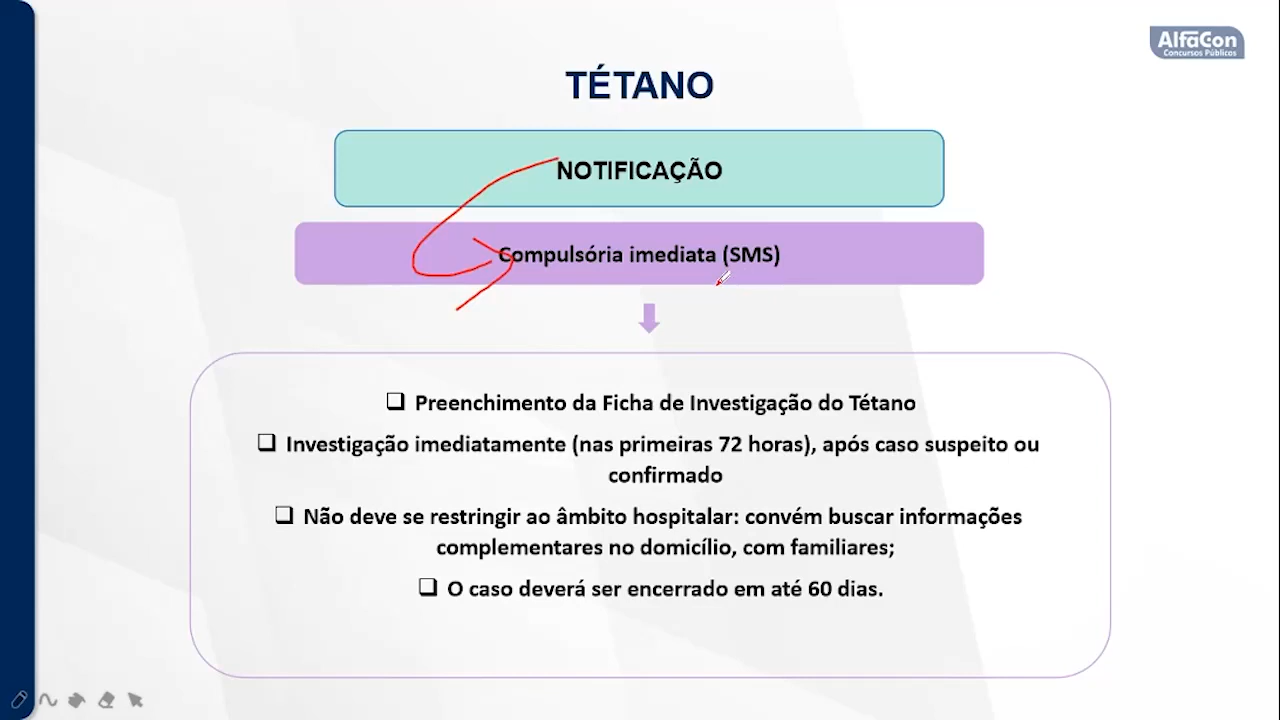 AlfaCon
Concursos Públicos
TÉTANO
NOTIFICAÇÃO
Compulsória imediata (SMS)
❑ Preenchimento da Ficha de Investigação do Tétano
❑ Investigação imediatamente (nas primeiras 72 horas), após caso suspeito ou
confirmado
❑ Não deve se restringir ao âmbito hospitalar: convém buscar informações
complementares no domicílio, com familiares;
❑ O caso deverá ser encerrado em até 60 dias.